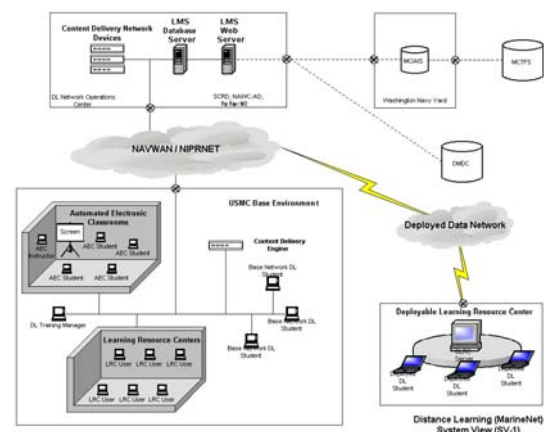 Content Delivery Network
Devices
LMS
Database
Server
LMS
Web
Server
DL Network Operations
Center
SCRD, NAWC-AD,
Pax River MD
MCIAIS
Washington Navy Yard
MCTFS
DMDC
NAVWAN / NIPRNET
Deployed Data Network
USMC Base Environment
Automated Electronic
Classrooms
Screen
AEC
Instructor
AEC Student
AEC
Student
AEC Student
AEC Student
Content Delivery
Engine
Base Network DL
Student
Base Network DL
Student
Base Network DL
Student
DL Training Manager
Learning Resource Centers
LRC User
LRC User
LRC User
LRC User
LRC User
LRC User
Deployable Learning Resource Center
Server
DL
Student
DL
Student
DL
Student
Distance Learning (MarineNet)
System View (SV-1)